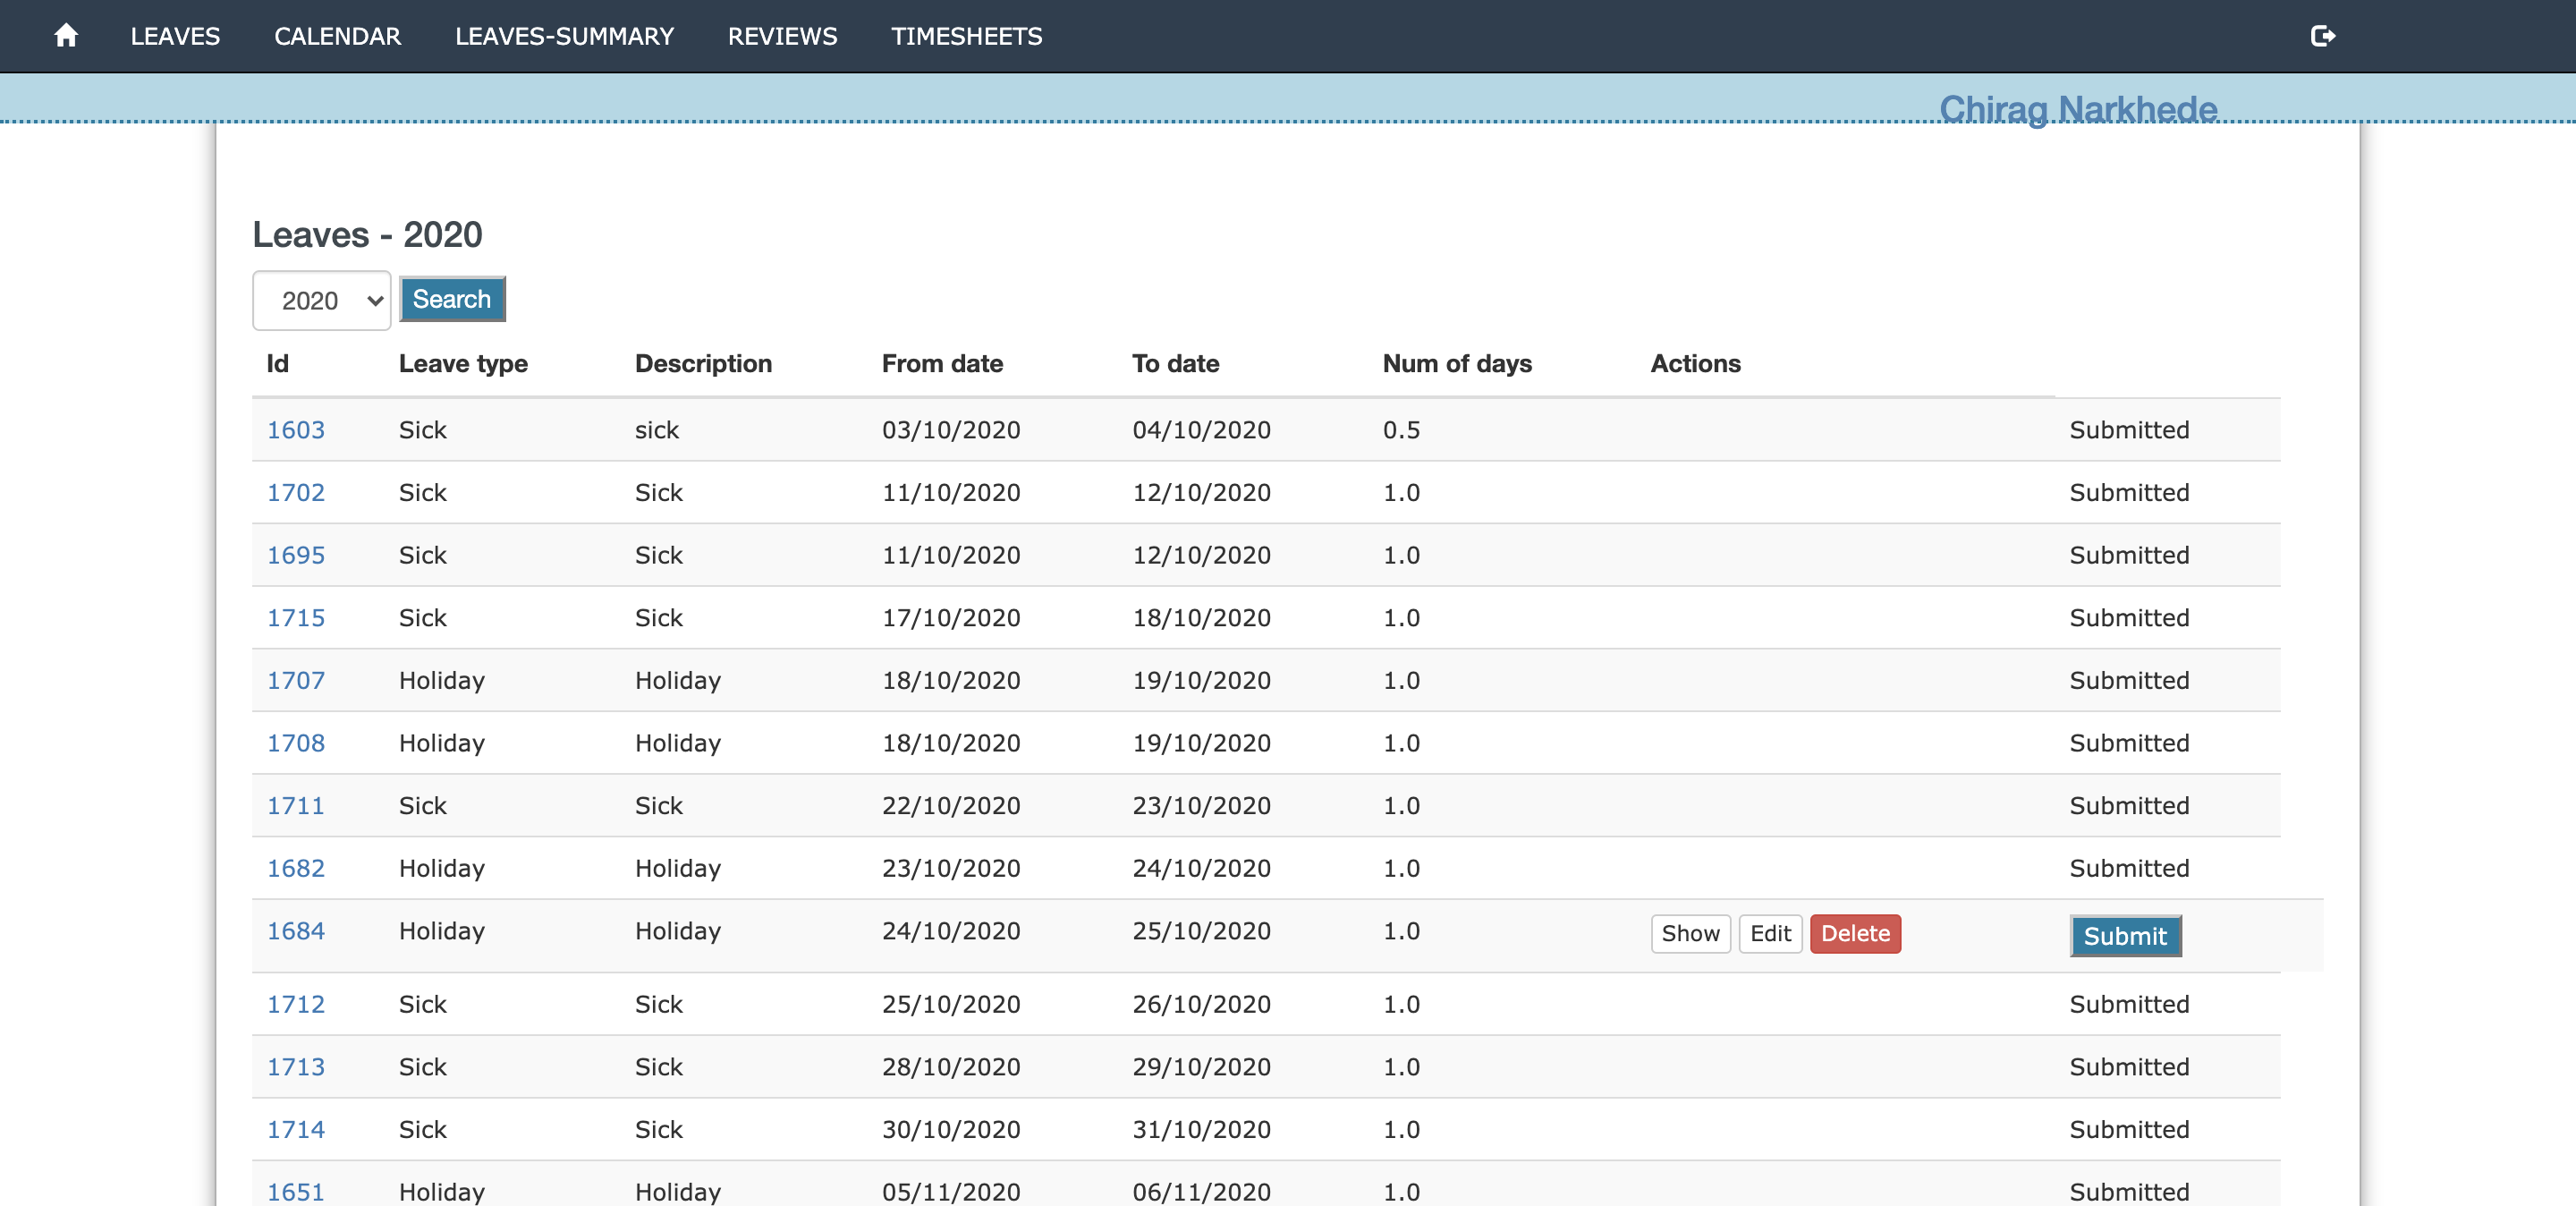 LEAVES CALENDAR LEAVES-SUMMARY REVIEWS TIMESHEETS
Chirag Narkhede
Leaves - 2020
2020 Search
Id Leave type Description From date To date Num of days Actions
1603 Sick sick 03/10/2020 04/10/2020 0.5 Submitted
1702 Sick Sick 11/10/2020 12/10/2020 1.0 Submitted
1695 Sick Sick 11/10/2020 12/10/2020 1.0 Submitted
1715 Sick Sick 17/10/2020 18/10/2020 1.0 Submitted
1707 Holiday Holiday 18/10/2020 19/10/2020 1.0 Submitted
1708 Holiday Holiday 18/10/2020 19/10/2020 1.0 Submitted
1711 Sick Sick 22/10/2020 23/10/2020 1.0 Submitted
1682 Holiday Holiday 23/10/2020 24/10/2020 1.0 Submitted
1684 Holiday Holiday 24/10/2020 25/10/2020 1.0 Show Edit Delete Submit
1712 Sick Sick 25/10/2020 26/10/2020 1.0 Submitted
1713 Sick Sick 28/10/2020 29/10/2020 1.0 Submitted
1714 Sick Sick 30/10/2020 31/10/2020 1.0 Submitted
1651 Holiday Holiday 05/11/2020 06/11/2020 1.0 Submitted